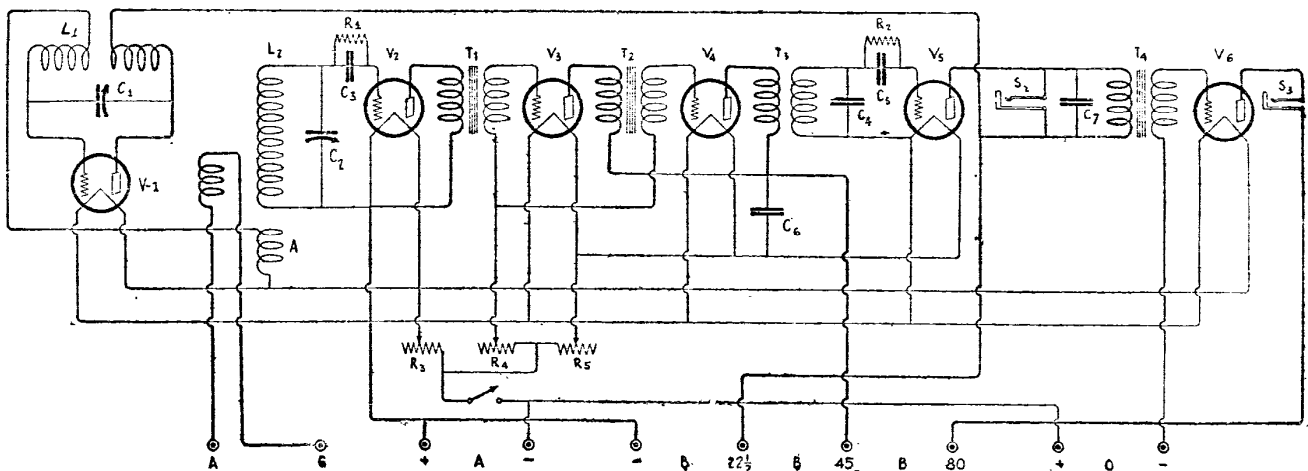 L1
C1
V-1
L2
R1
C3
V2
C2
A
T1
V3
T2
V4
T3
R2
C5
C4
V5
C6
S2
C7
T4
V6
S3
R3
R4
R5
A G + A - - B 22½ B 45 B 80 + C -